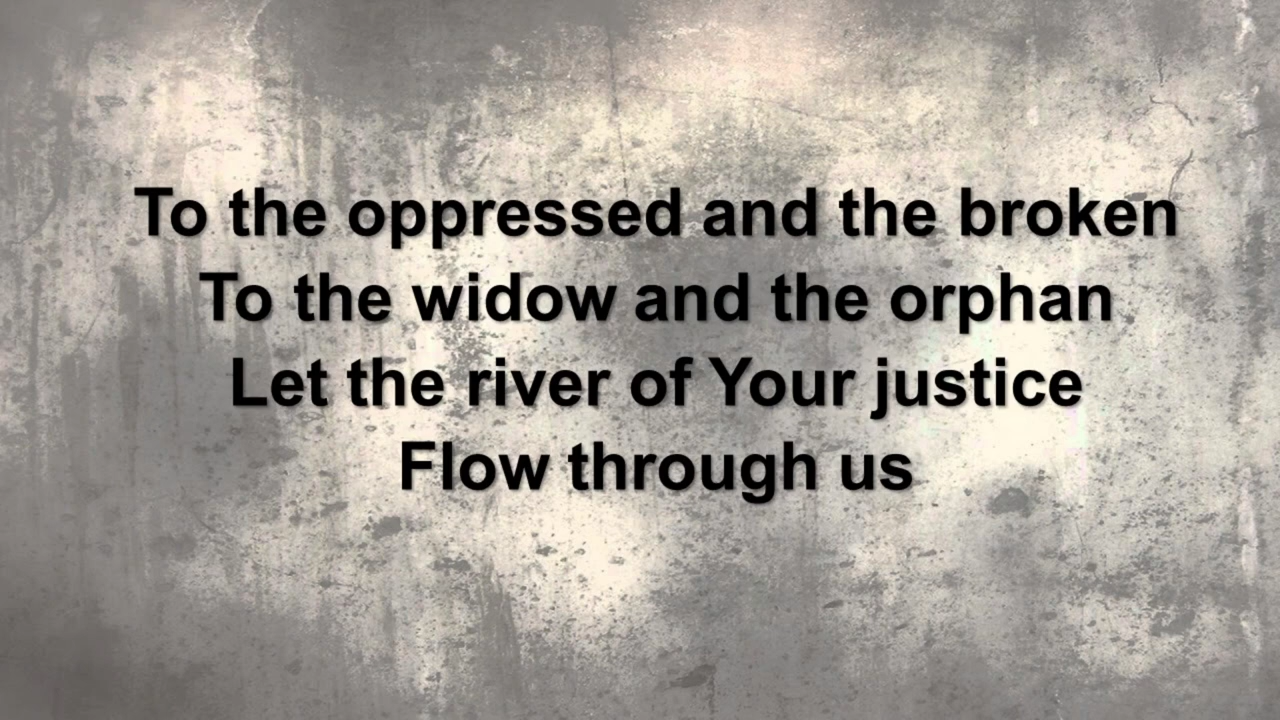 To the oppressed and the broken
To the widow and the orphan
Let the river of Your justice
Flow through us